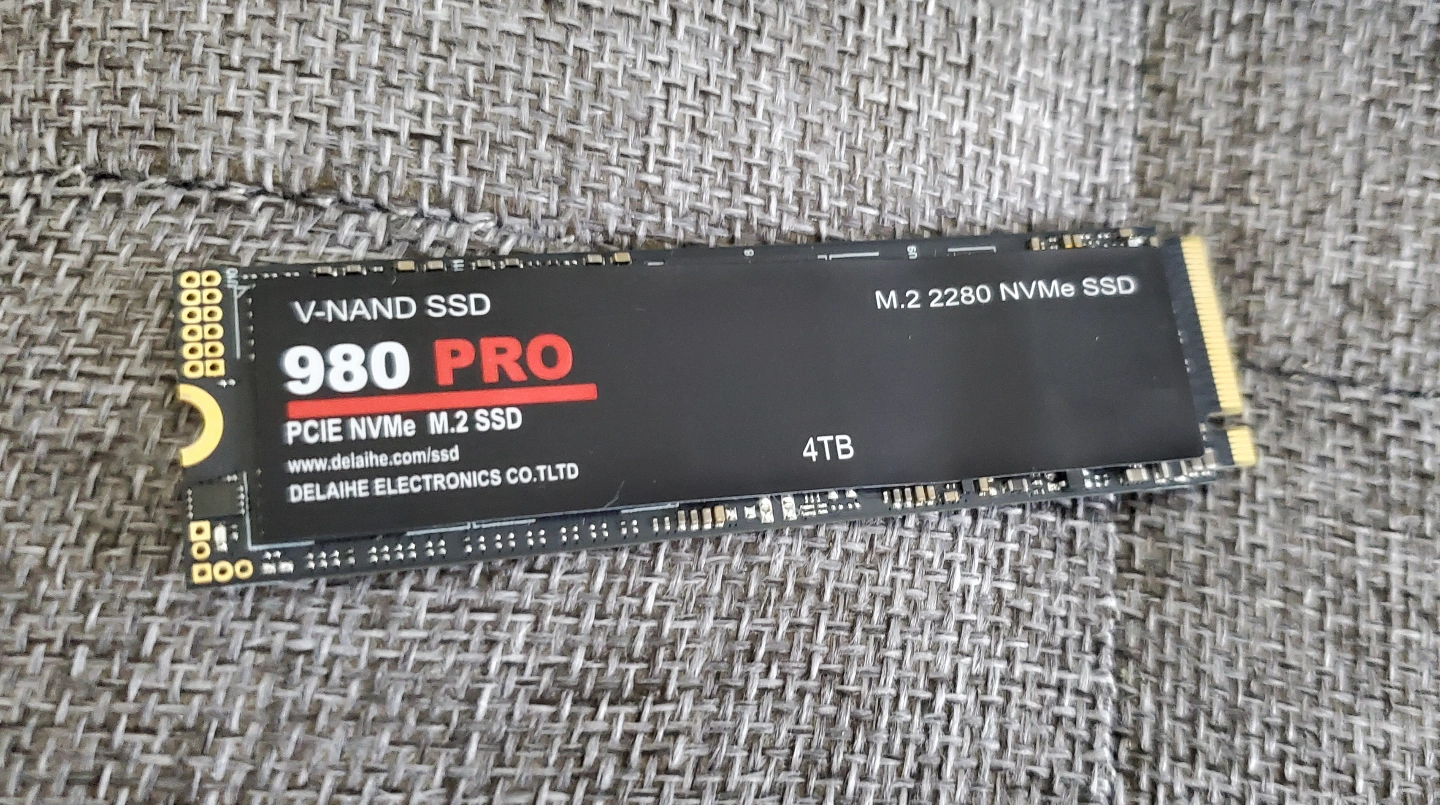 V-NAND SSD
M.2 2280 NVMe SSD
980 PRO
PCIE NVMe M.2 SSD
www.delaihe.com/ssd
4TB
DELAIHE ELECTRONICS CO.TLTD